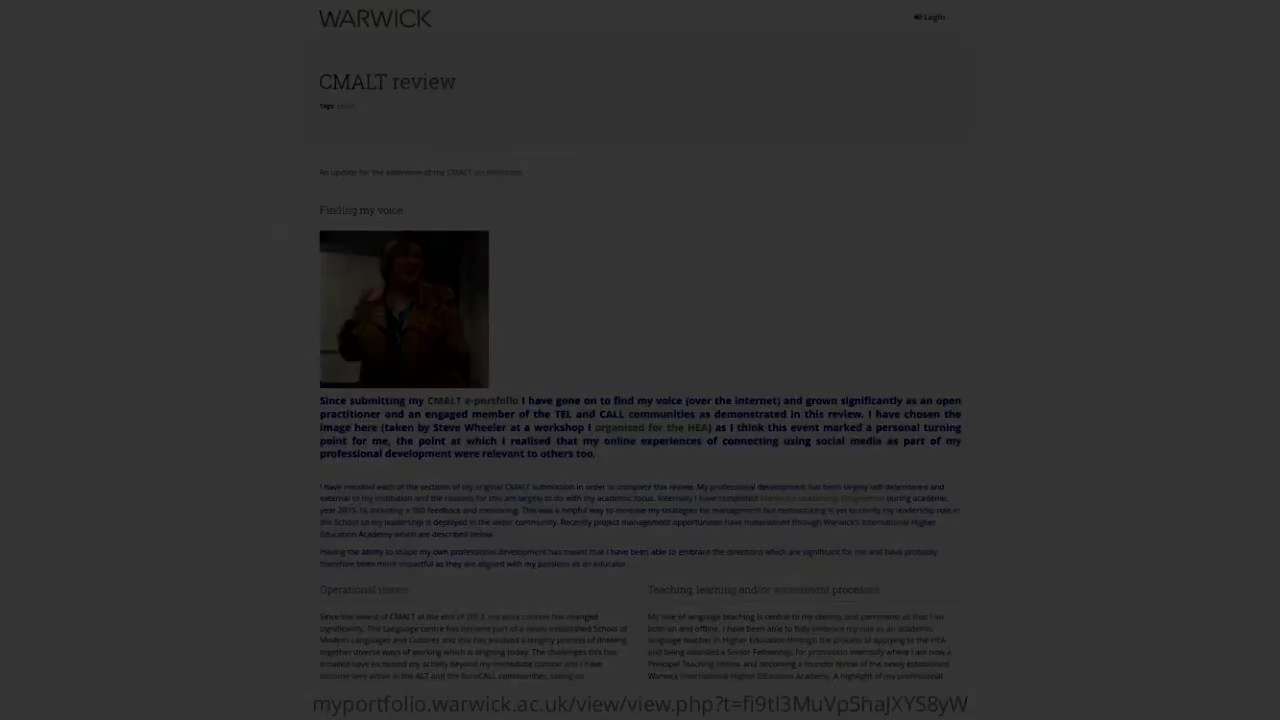 WARWICK
Login
CMALT review
Tags:
An update for the extension of my CMALT accreditation
Finding my voice
Since submitting my CMALT e-portfolio I have gone on to find my voice (over the internet) and grown significantly as an open
practitioner and an engaged member of the TEL and CALL communities as demonstrated in this review. I have chosen the
image here (taken by Steve Wheeler at a workshop I organised for the HEA) as I think this event marked a personal turning
point for me, the point at which I realised that my online experiences of connecting using social media as part of my
professional development were relevant to others too.
I have revisited each of the sections of my original CMALT submission in order to complete this review. My professional development has been largely self determined and
external to my institution and the reasons for this are largely to do with my academic focus. Internally I have completed Warwick's Leadership Programme during academic
year 2015-16 including a 360 feedback and mentoring. This was a helpful way to increase my strategies for management but restructuring is yet to clarify my leadership role in
the School so my leadership is deployed in the wider community. Recently project management opportunities have materialised through Warwick's International Higher
Education Academy which are described below.
Having the ability to shape my own professional development has meant that I have been able to embrace the directions which are significant for me and have probably
therefore been more impactful as they are aligned with my passions as an educator.
Operational issues
Since the award of CMALT at the end of 2013, my work context has changed
significantly. The Language Centre has become part of a newly established School of
Modern Languages and Cultures and this has involved a lengthy process of drawing
together diverse ways of working which is ongoing today. The challenges this has
entailed have increased my activity beyond my immediate context and I have
become very active in the ALT and the EuroCALL communities, taking on
Teaching, learning and/or assessment processes
My role of language teaching is central to my identity and permeates all that I do
both on and offline. I have been able to fully embrace my role as an academic
language teacher in Higher Education through the process of applying to the HEA
and being awarded a Senior Fellowship, for promotion internally where I am now a
Principal Teaching Fellow, and becoming a founder fellow of the newly established
Warwick International Higher Education Academy. A highlight of my professional
myportfolio.warwick.ac.uk/view/view.php?t=fi9tl3MuVp5haJXYS8yW